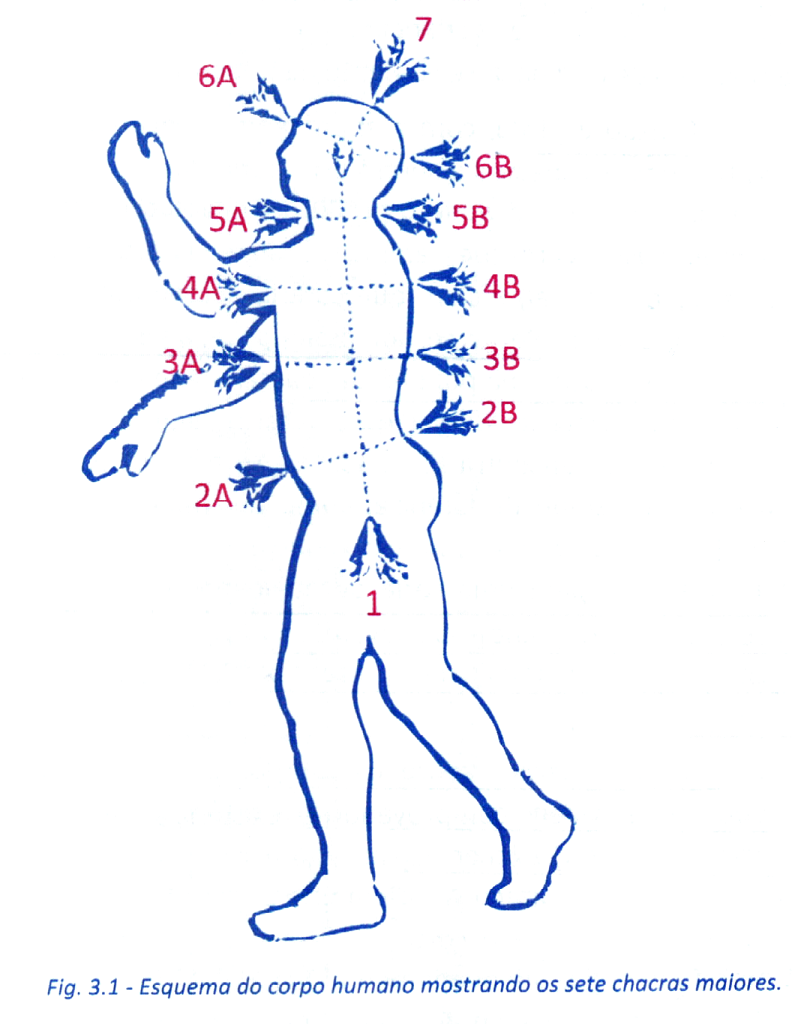 7
6A
6B
5A 5B
4A 4B
3A 3B
2B
2A
1
Fig. 3.1 - Esquema do corpo humano mostrando os sete chacras maiores.